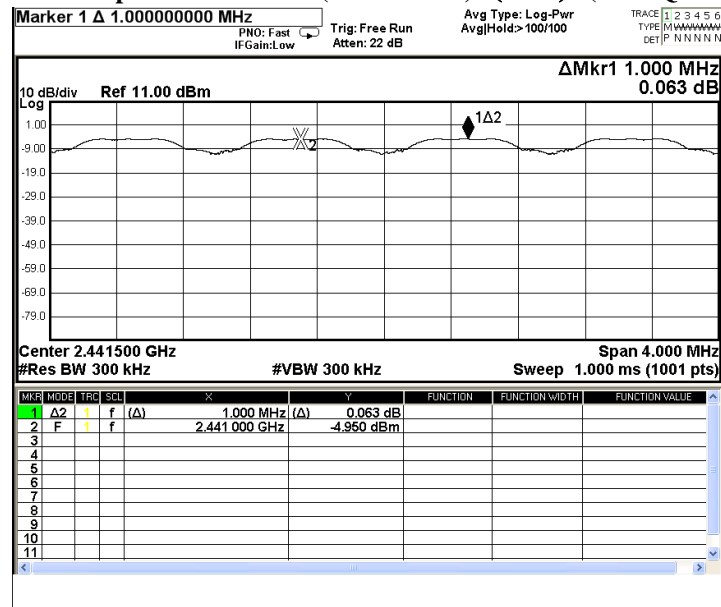 Marker 1 Δ 1.000000000 MHz
PNO: Fast
IFGain:Low
Trig: Free Run
Atten: 22 dB
Avg Type: Log-Pwr
Avg|Hold:>100/100
TRACE 1 2 3 4 5 6
TYPE M WWWWW
DET P N N N N N
ΔMkr1 1.000 MHz
0.063 dB
10 dB/div Ref 11.00 dBm
Log
1.00
-9.00
-19.0
-29.0
-39.0
-49.0
-59.0
-69.0
-79.0
1Δ2
2
Center 2.441500 GHz
Span 4.000 MHz
#Res BW 300 kHz #VBW 300 kHz Sweep 1.000 ms (1001 pts)
MKR MODE TRC SCL X Y FUNCTION FUNCTION WIDTH FUNCTION VALUE
1 Δ2 1 f (Δ) 1.000 MHz (Δ) 0.063 dB
2 F 1 f 2.441 000 GHz -4.950 dBm
3
4
5
6
7
8
9
10
11